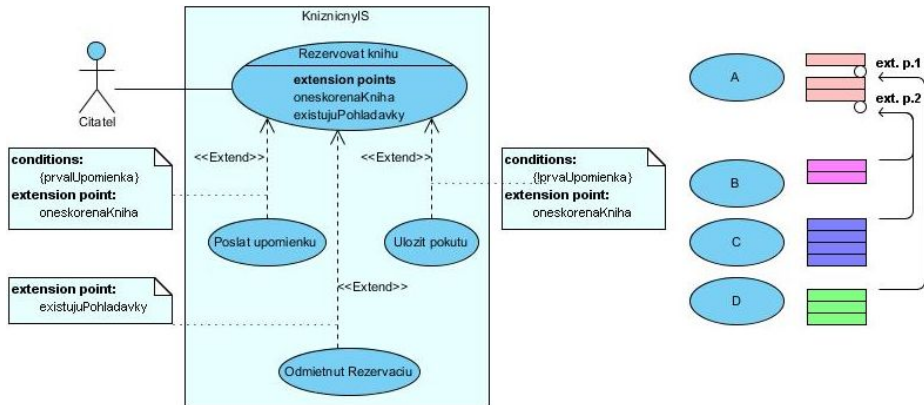 KniznicnyIS
Rezervovat knihu
extension points
oneskorenaKniha
existujuPohladavky
Citatel
<<Extend>>
<<Extend>>
conditions:
{prvaIUpomienka}
extension point:
oneskorenaKniha
conditions:
{!prvaUpomienka}
extension point:
oneskorenaKniha
Poslat upomienku
Ulozit pokutu
<<Extend>>
extension point:
existujuPohladavky
Odmietnut Rezervaciu
A
ext. p.1
ext. p.2
B
C
D